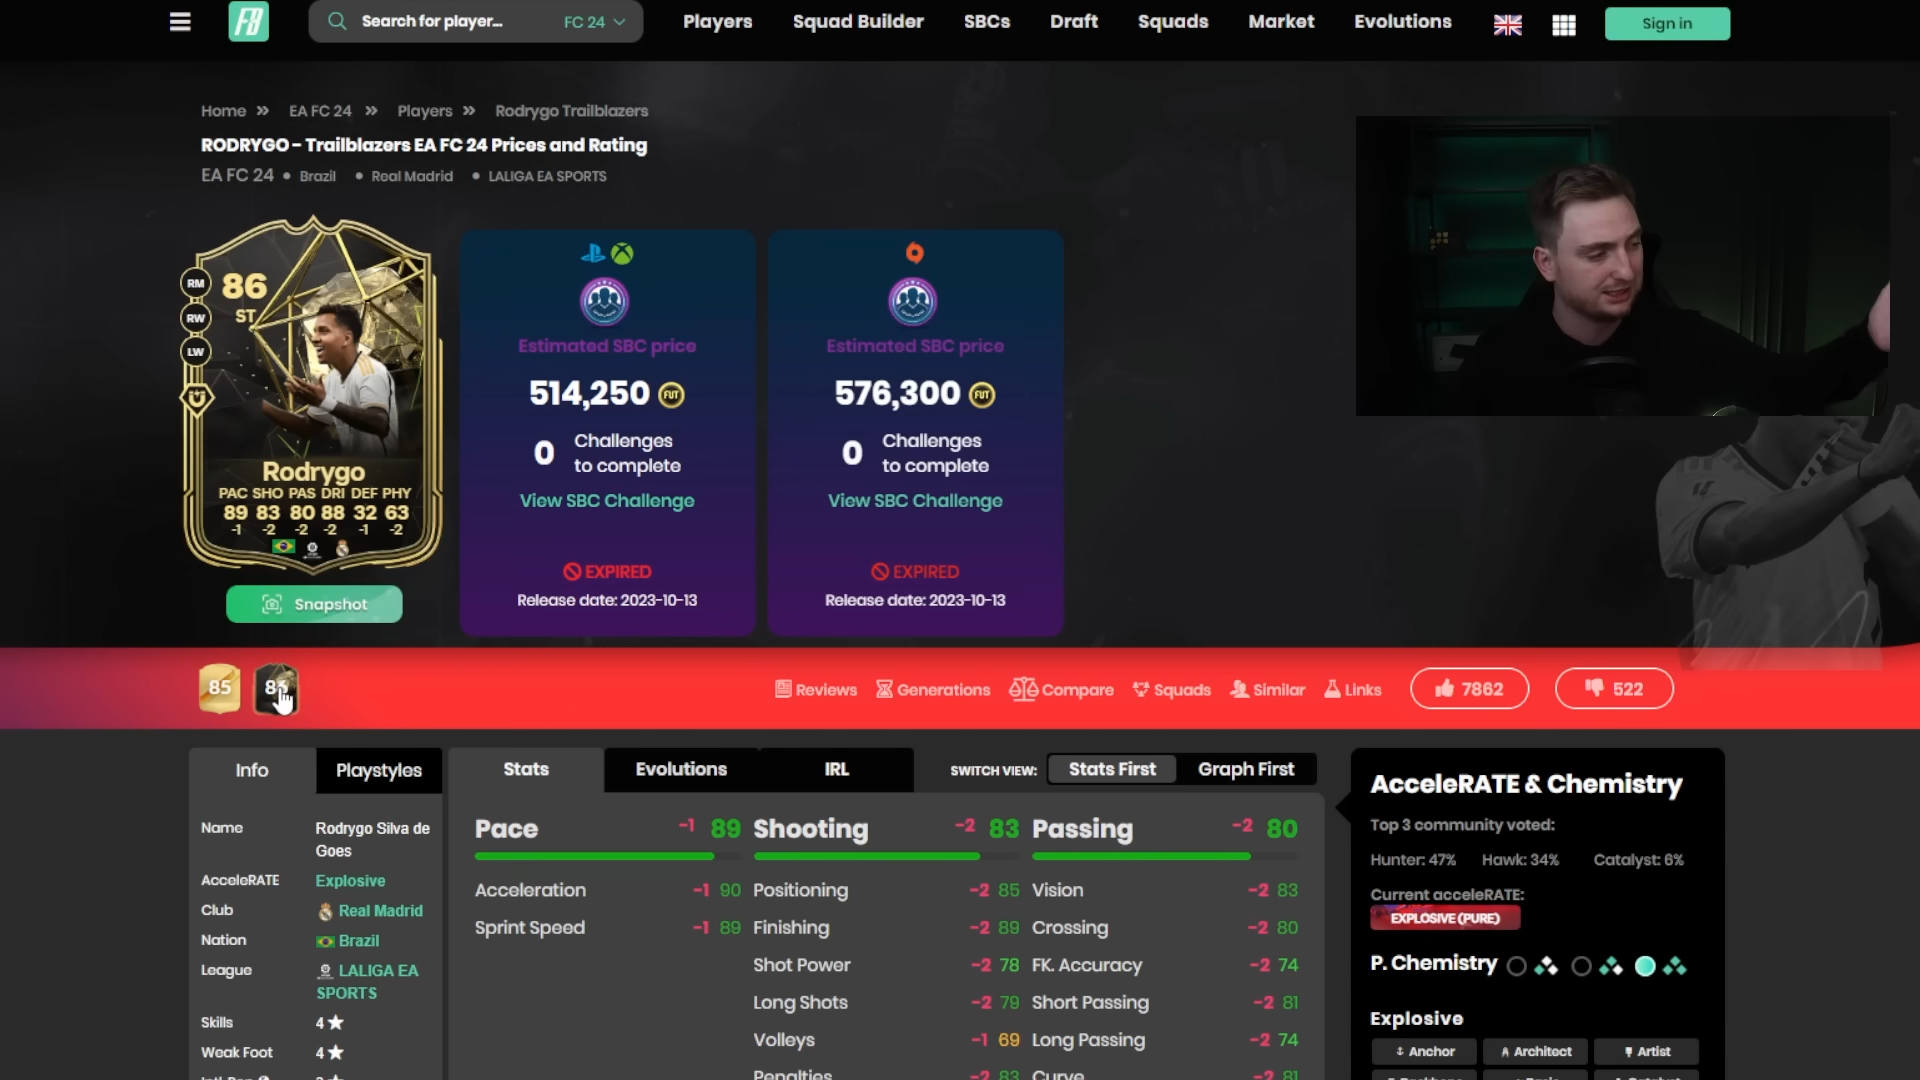 FB
Search for player...
FC 24
Players
Squad Builder
SBCs
Draft
Squads
Market
Evolutions
Sign in
Home » EA FC 24 » Players » Rodrygo Trailblazers
RODRYGO - Trailblazers EA FC 24 Prices and Rating
EA FC 24 • Brazil • Real Madrid • LALIGA EA SPORTS
RM
RW
LW
86
ST
Rodrygo
PAC SHO PAS DRI DEF PHY
89 83 80 88 32 63
-1 -2 -2 -2 -1 -2
Snapshot
Estimated SBC price
514,250 FUT
0 Challenges to complete
View SBC Challenge
EXPIRED
Release date: 2023-10-13
Estimated SBC price
576,300 FUT
0 Challenges to complete
View SBC Challenge
EXPIRED
Release date: 2023-10-13
85
Reviews
Generations
Compare
Squads
Similar
Links
7862
522
Info
Playstyles
Name Rodrygo Silva de
Goes
AcceleRATE Explosive
Club Real Madrid
Nation Brazil
League LALIGA EA
SPORTS
Skills 4★
Weak Foot 4★
Stats
Evolutions
IRL
SWITCH VIEW:
Stats First
Graph First
Pace -1 89
Acceleration -1 90
Sprint Speed -1 89
Shooting -2 83
Positioning -2 85
Finishing -2 89
Shot Power -2 78
Long Shots -2 79
Volleys -1 69
Penalties -2 83
Passing -2 80
Vision -2 83
Crossing -2 80
FK. Accuracy -2 74
Short Passing -2 81
Long Passing -2 74
Curve -2 81
AcceleRATE & Chemistry
Top 3 community voted:
Hunter: 47% Hawk: 34% Catalyst: 6%
Current acceleRATE:
EXPLOSIVE (PURE)
P. Chemistry
Explosive
Anchor
Architect
Artist